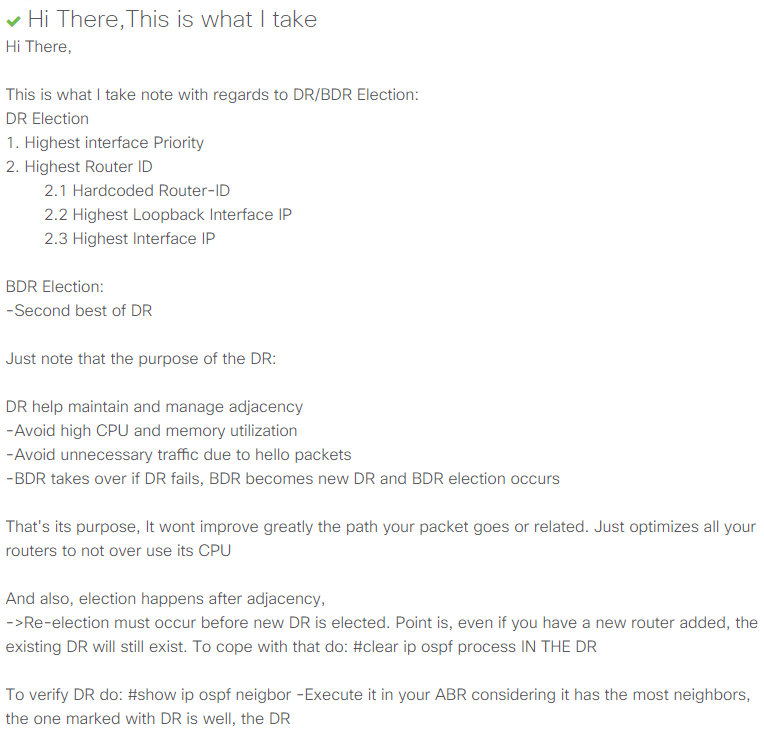 Hi There,This is what I take
Hi There,
This is what I take note with regards to DR/BDR Election:
DR Election
1. Highest interface Priority
2. Highest Router ID
2.1 Hardcoded Router-ID
2.2 Highest Loopback Interface IP
2.3 Highest Interface IP
BDR Election:
-Second best of DR
Just note that the purpose of the DR:
DR help maintain and manage adjacency
-Avoid high CPU and memory utilization
-Avoid unnecessary traffic due to hello packets
-BDR takes over if DR fails, BDR becomes new DR and BDR election occurs
That's its purpose, It wont improve greatly the path your packet goes or related. Just optimizes all your
routers to not over use its CPU
And also, election happens after adjacency,
->Re-election must occur before new DR is elected. Point is, even if you have a new router added, the
existing DR will still exist. To cope with that do: #clear ip ospf process IN THE DR
To verify DR do: #show ip ospf neigbor -Execute it in your ABR considering it has the most neighbors,
the one marked with DR is well, the DR